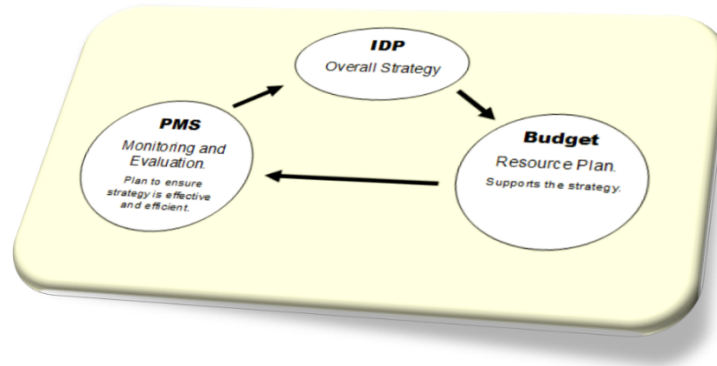 IDP
Overall Strategy
PMS
Monitoring and
Evaluation.
Plan to ensure
strategy is effective
and efficient.
Budget
Resource Plan.
Supports the strategy.